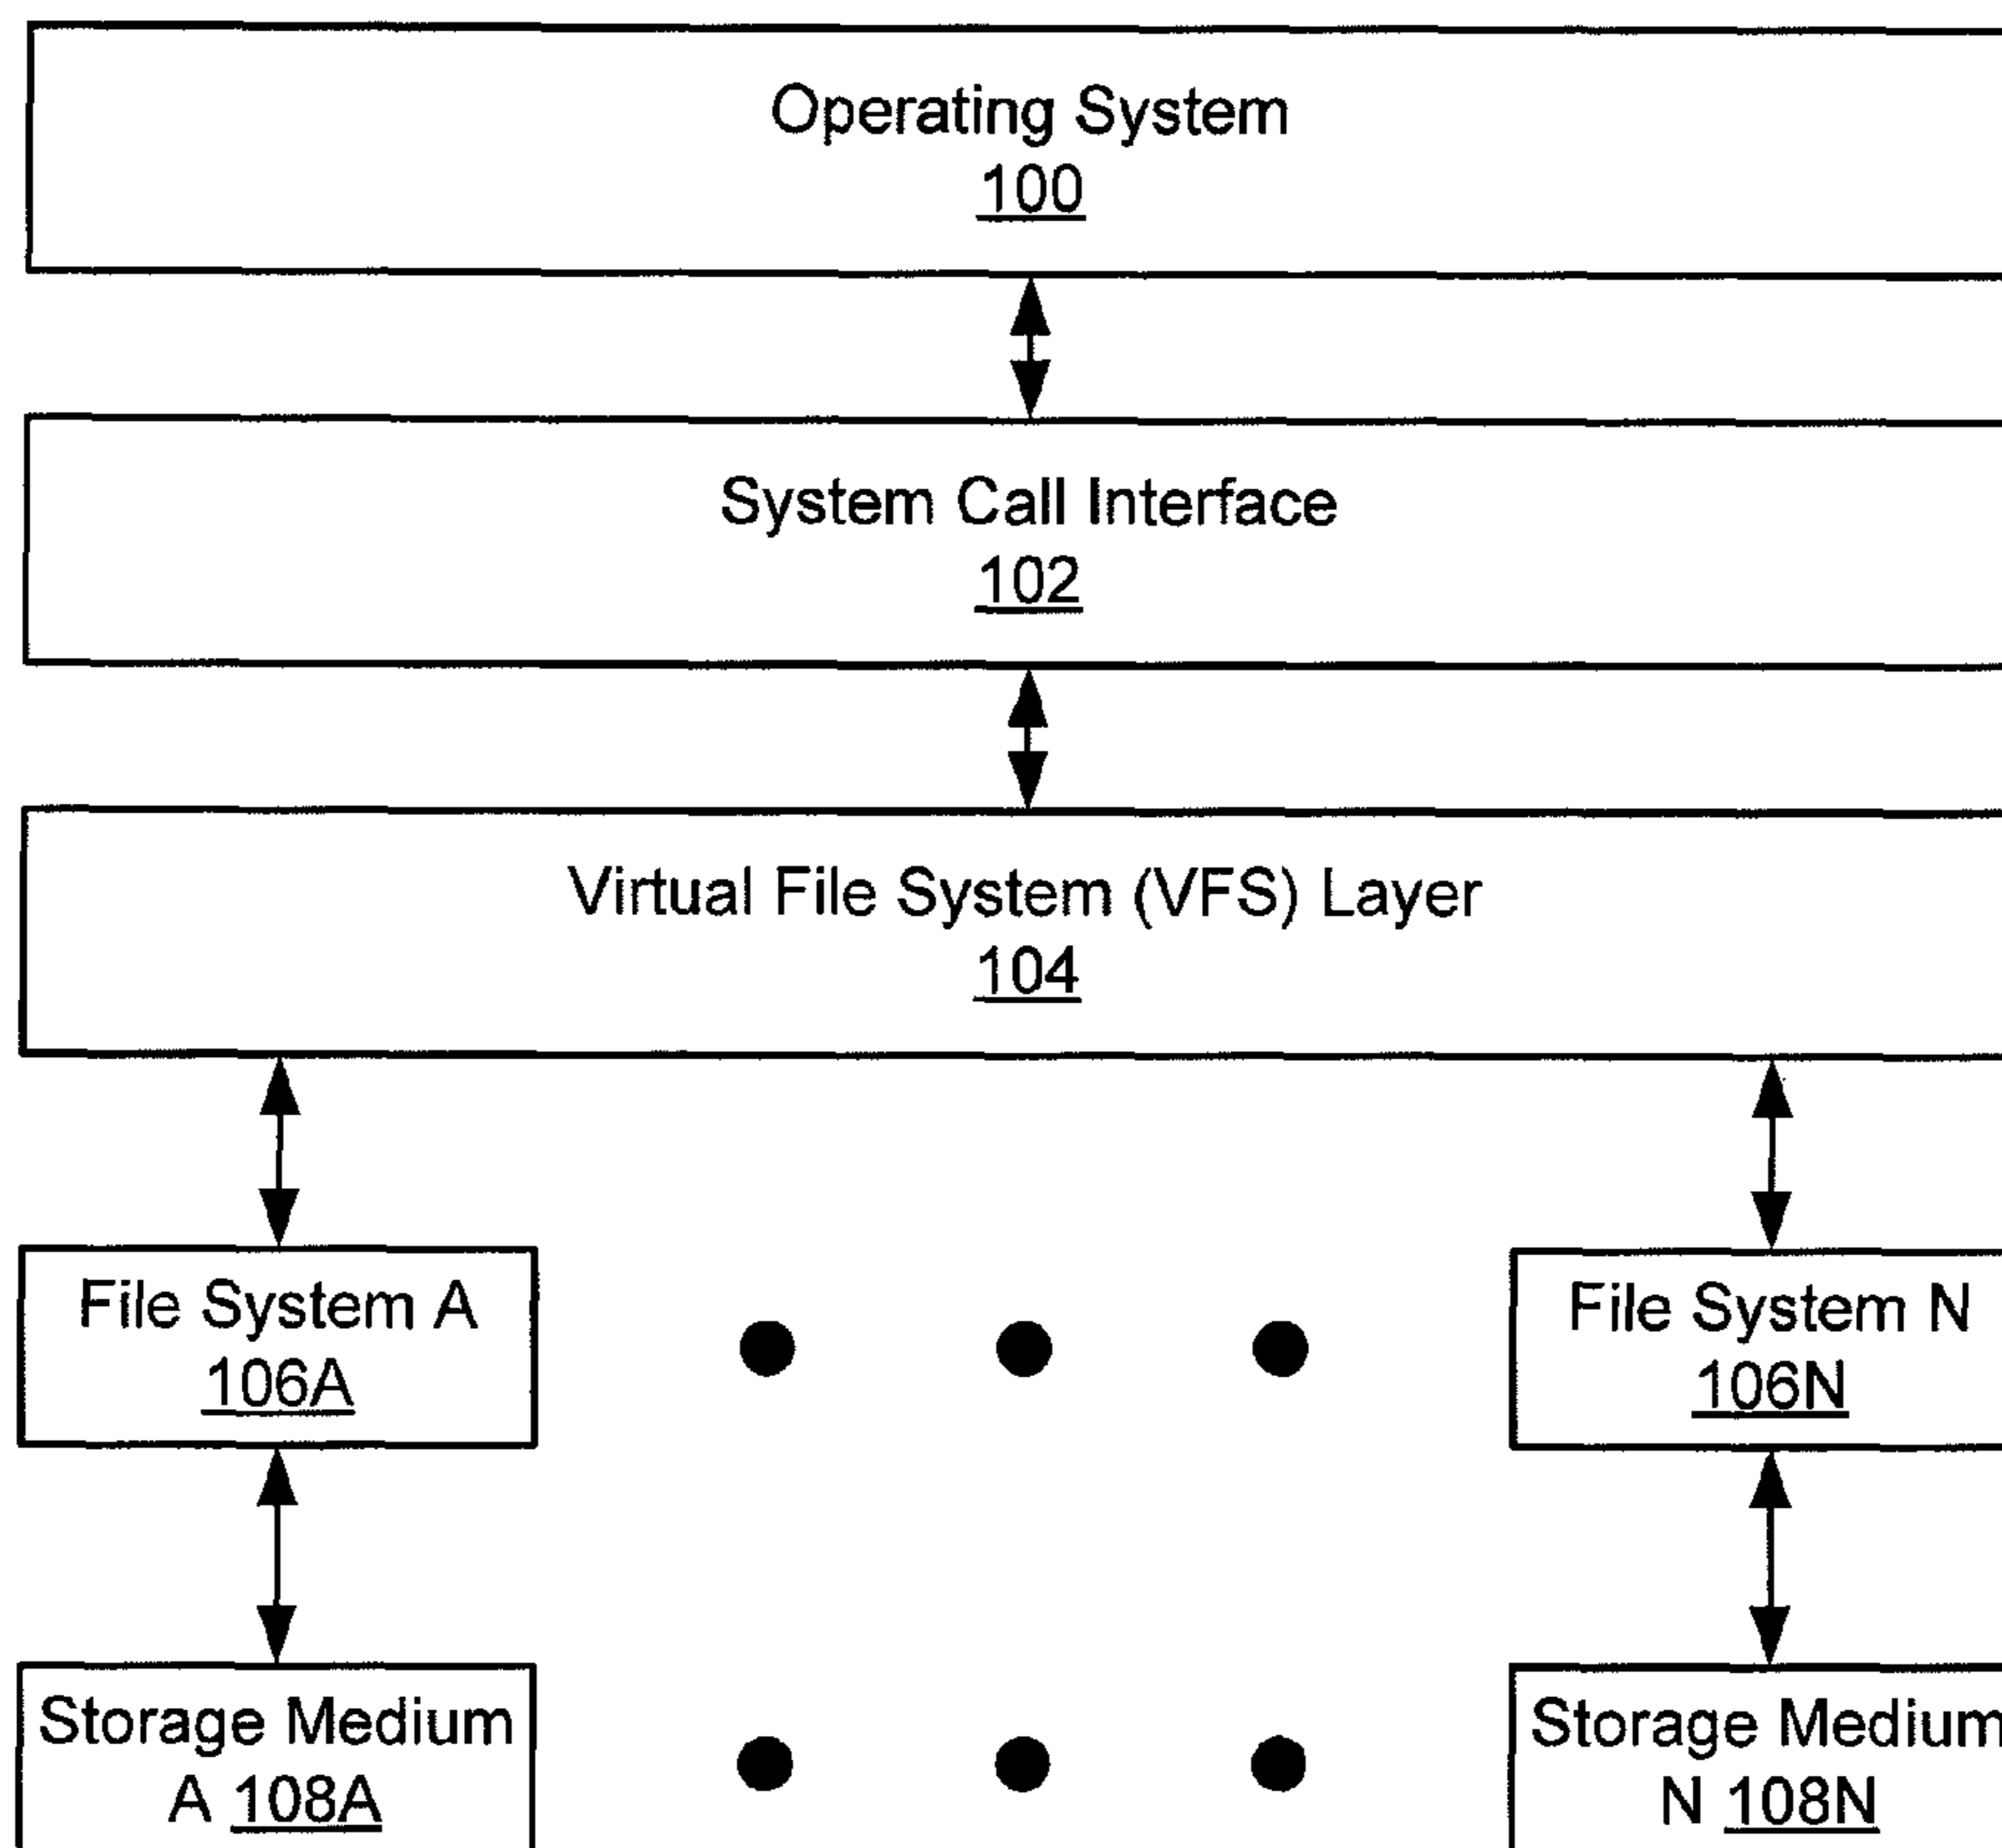 Operating System
100
System Call Interface
102
Virtual File System (VFS) Layer
104
File System A
106A
File System N
106N
Storage Medium
A 108A
Storage Medium
N 108N